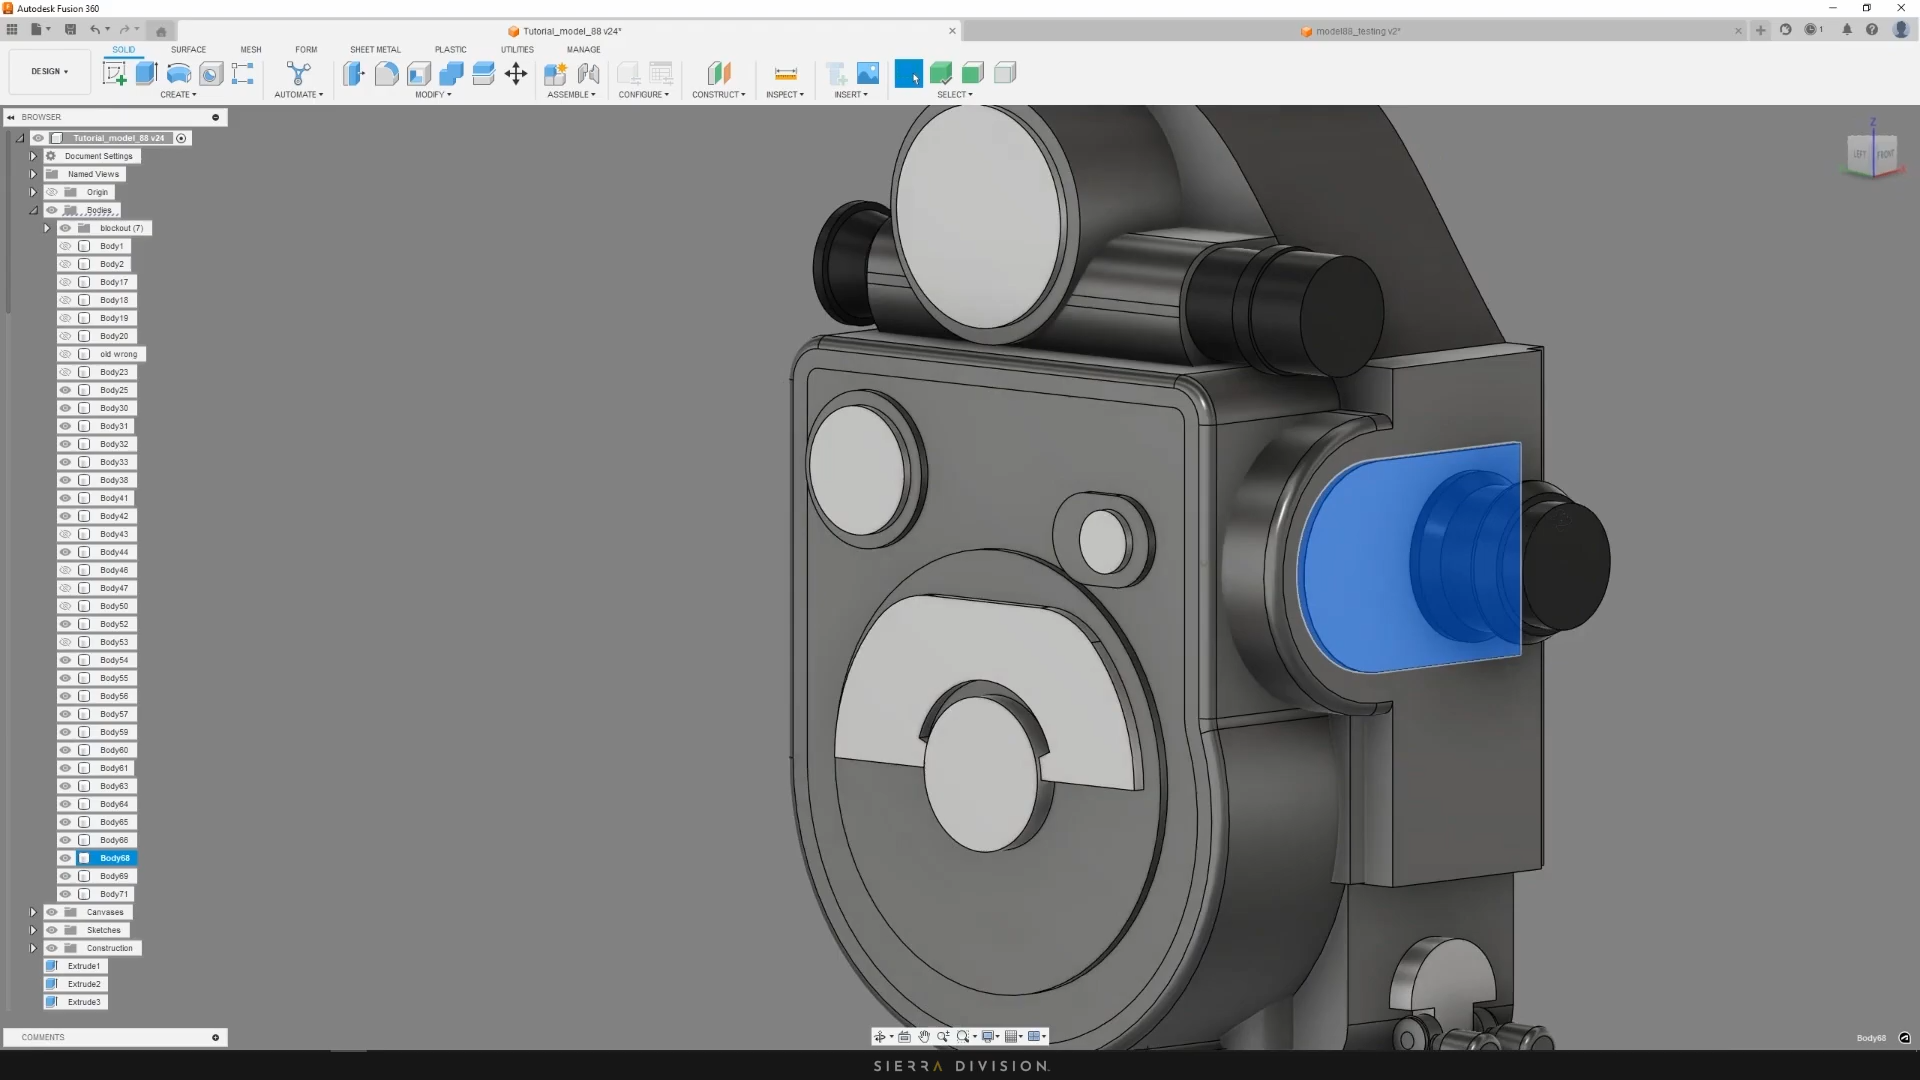 Autodesk Fusion 360
Tutorial_model_88 v24*
model88_testing v2*
1
SOLID
SURFACE
MESH
FORM
SHEET METAL
PLASTIC
UTILITIES
MANAGE
DESIGN
CREATE
AUTOMATE
MODIFY
ASSEMBLE
CONFIGURE
CONSTRUCT
INSPECT
INSERT
SELECT
BROWSER
Tutorial_model_88 v24
Document Settings
Named Views
Origin
Bodies
blockout (7)
Body1
Body2
Body17
Body18
Body19
Body20
old wrong
Body23
Body25
Body30
Body31
Body32
Body33
Body38
Body41
Body42
Body43
Body44
Body46
Body47
Body50
Body52
Body53
Body54
Body55
Body56
Body57
Body59
Body60
Body61
Body63
Body64
Body65
Body66
Body68
Body69
Body71
Canvases
Sketches
Construction
Extrude1
Extrude2
Extrude3
COMMENTS
Z
LEFT
FRONT
Body68
SIERRA DIVISION